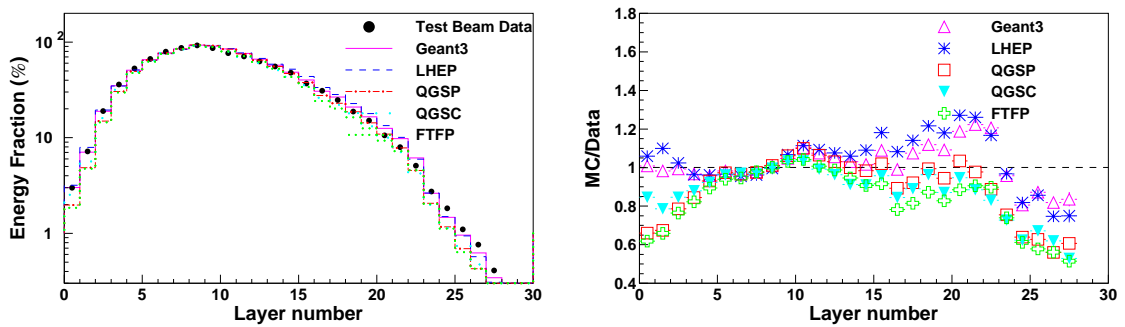 Energy Fraction (%)
10²
10
1
0 5 10 15 20 25 30
Layer number
Test Beam Data
Geant3
LHEP
QGSP
QGSC
FTFP
MC/Data
1.8
1.6
1.4
1.2
1
0.8
0.6
0.4
0 5 10 15 20 25 30
Layer number
Geant3
LHEP
QGSP
QGSC
FTFP